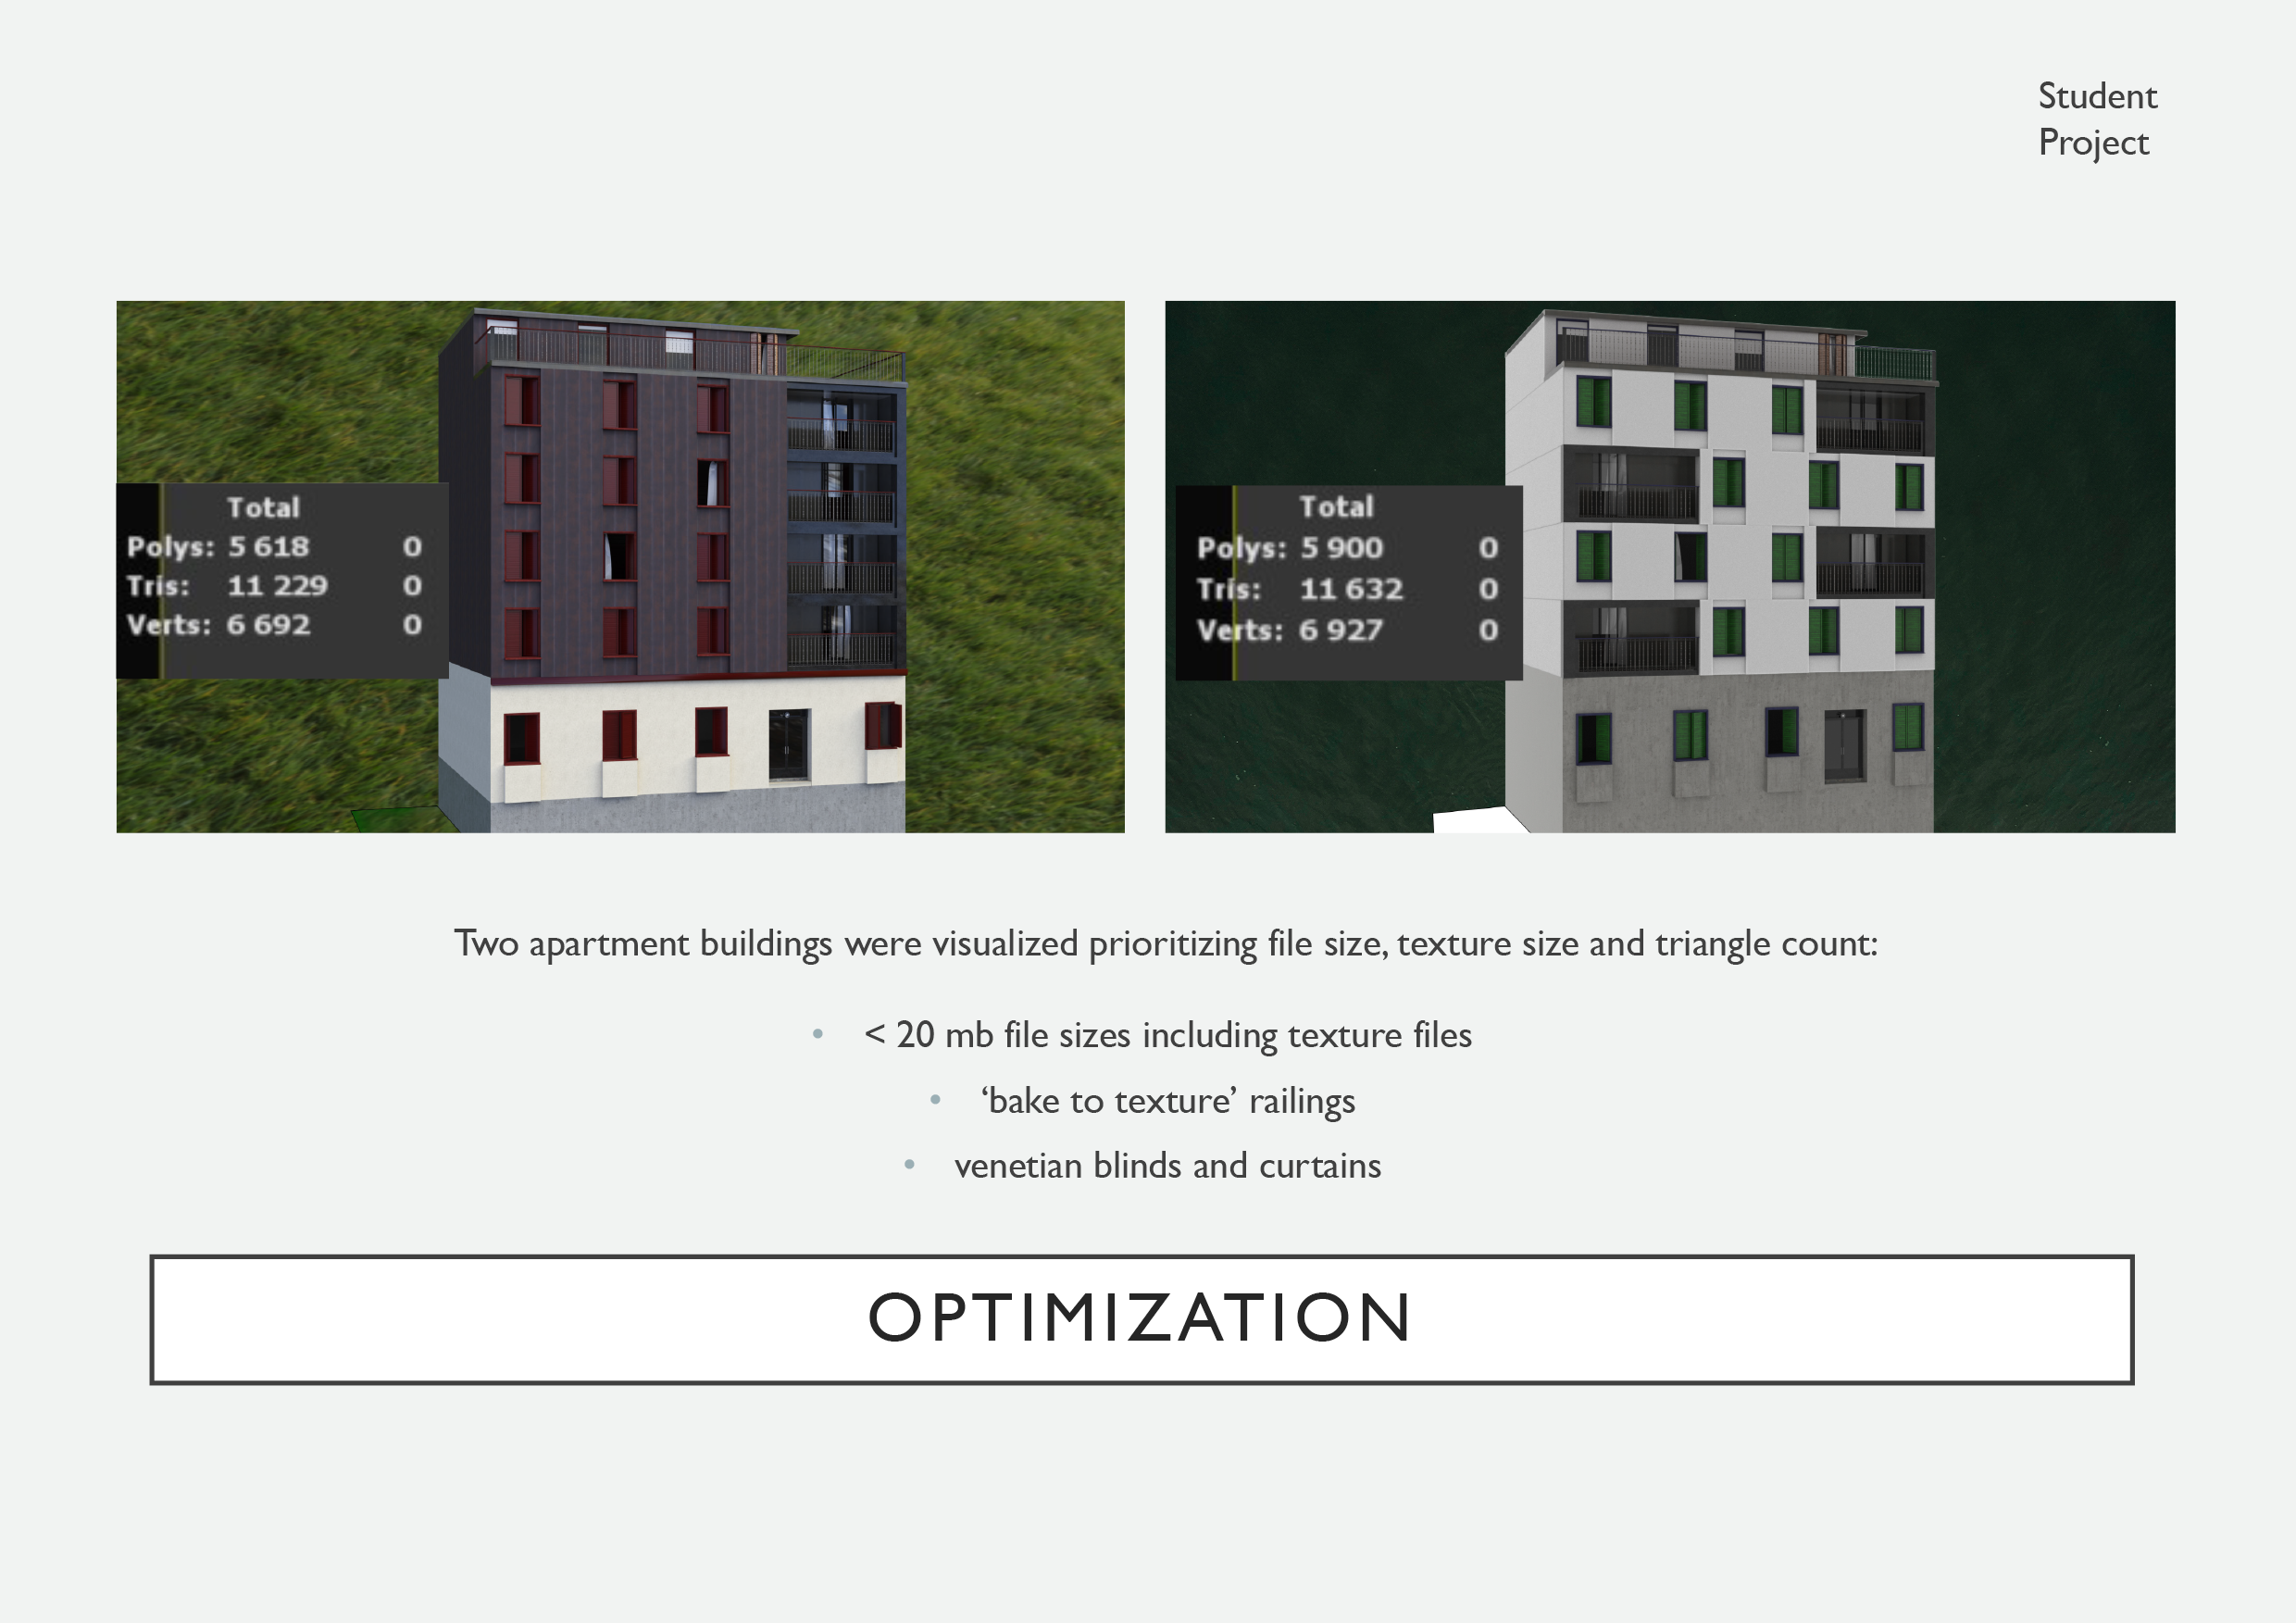 Student
Project
Total
Polys: 5 618 0
Tris: 11 229 0
Verts: 6 692 0
Total
Polys: 5 900 0
Tris: 11 632 0
Verts: 6 927 0
Two apartment buildings were visualized prioritizing file size, texture size and triangle count:
• < 20 mb file sizes including texture files
• ‘bake to texture’ railings
• venetian blinds and curtains
OPTIMIZATION